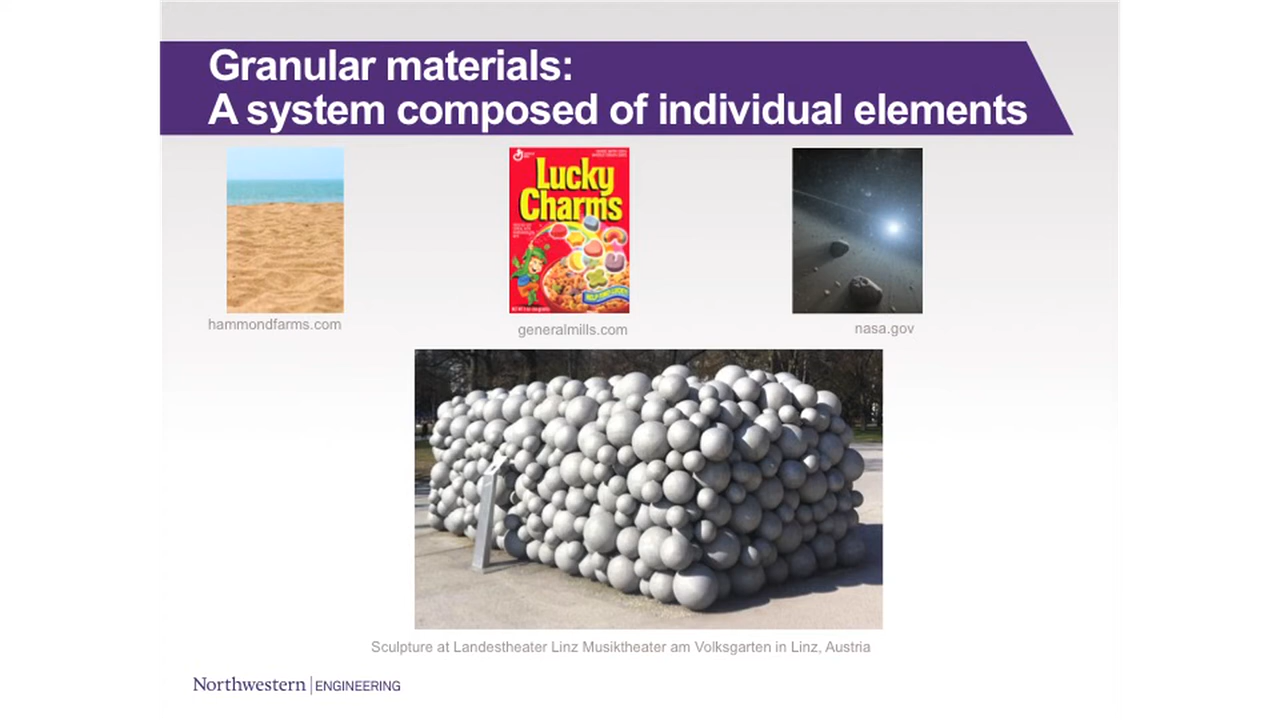 Granular materials:
A system composed of individual elements
Lucky
Charms
hammondfarms.com
generalmills.com
nasa.gov
Sculpture at Landestheater Linz Musiktheater am Volksgarten in Linz, Austria
Northwestern | ENGINEERING